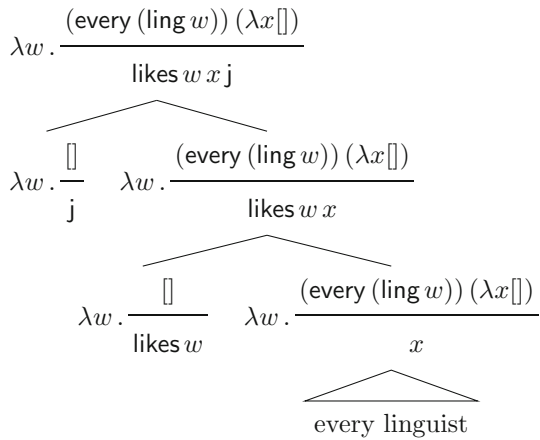 (every (ling w)) (λx[])
λw .
likes w x j
[] (every (ling w)) (λx[])
λw . λw .
j likes w x
[] (every (ling w)) (λx[])
λw . λw .
likes w x
every linguist